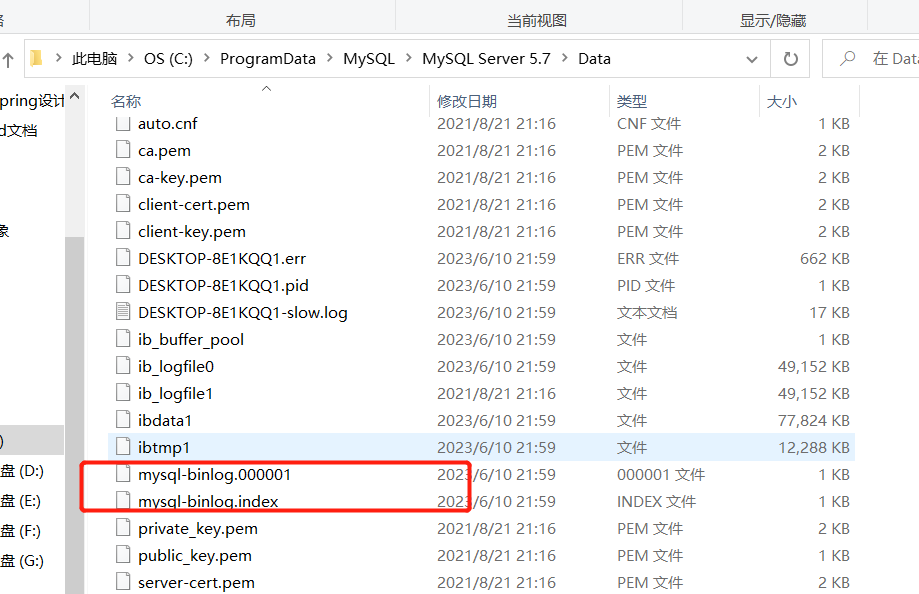 布局 当前视图 显示/隐藏
此电脑 OS (C:) ProgramData MySQL MySQL Server 5.7 Data 在 Data
pring设计
名称 修改日期 类型 大小
auto.cnf 2021/8/21 21:16 CNF 文件 1 KB
d文档
ca.pem 2021/8/21 21:16 PEM 文件 2 KB
ca-key.pem 2021/8/21 21:16 PEM 文件 2 KB
client-cert.pem 2021/8/21 21:16 PEM 文件 2 KB
象
client-key.pem 2021/8/21 21:16 PEM 文件 2 KB
DESKTOP-8E1KQQ1.err 2023/6/10 21:59 ERR 文件 662 KB
DESKTOP-8E1KQQ1.pid 2023/6/10 21:59 PID 文件 1 KB
DESKTOP-8E1KQQ1-slow.log 2023/6/10 21:59 文本文档 17 KB
ib_buffer_pool 2023/6/10 21:59 文件 1 KB
ib_logfile0 2023/6/10 21:59 文件 49,152 KB
ib_logfile1 2023/6/10 21:59 文件 49,152 KB
ibdata1 2023/6/10 21:59 文件 77,824 KB
)
ibtmp1 2023/6/10 21:59 文件 12,288 KB
盘 (D:)
mysql-binlog.000001 2023/6/10 21:59 000001 文件 1 KB
盘 (E:)
mysql-binlog.index 2023/6/10 21:59 INDEX 文件 1 KB
盘 (F:)
private_key.pem 2021/8/21 21:16 PEM 文件 2 KB
盘 (G:)
public_key.pem 2021/8/21 21:16 PEM 文件 1 KB
server-cert.pem 2021/8/21 21:16 PEM 文件 2 KB